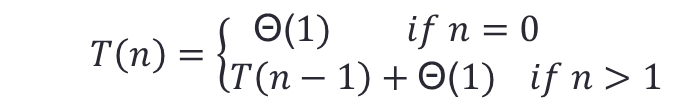 Θ(1) if n = 0
T(n) = {
T(n − 1) + Θ(1) if n > 1